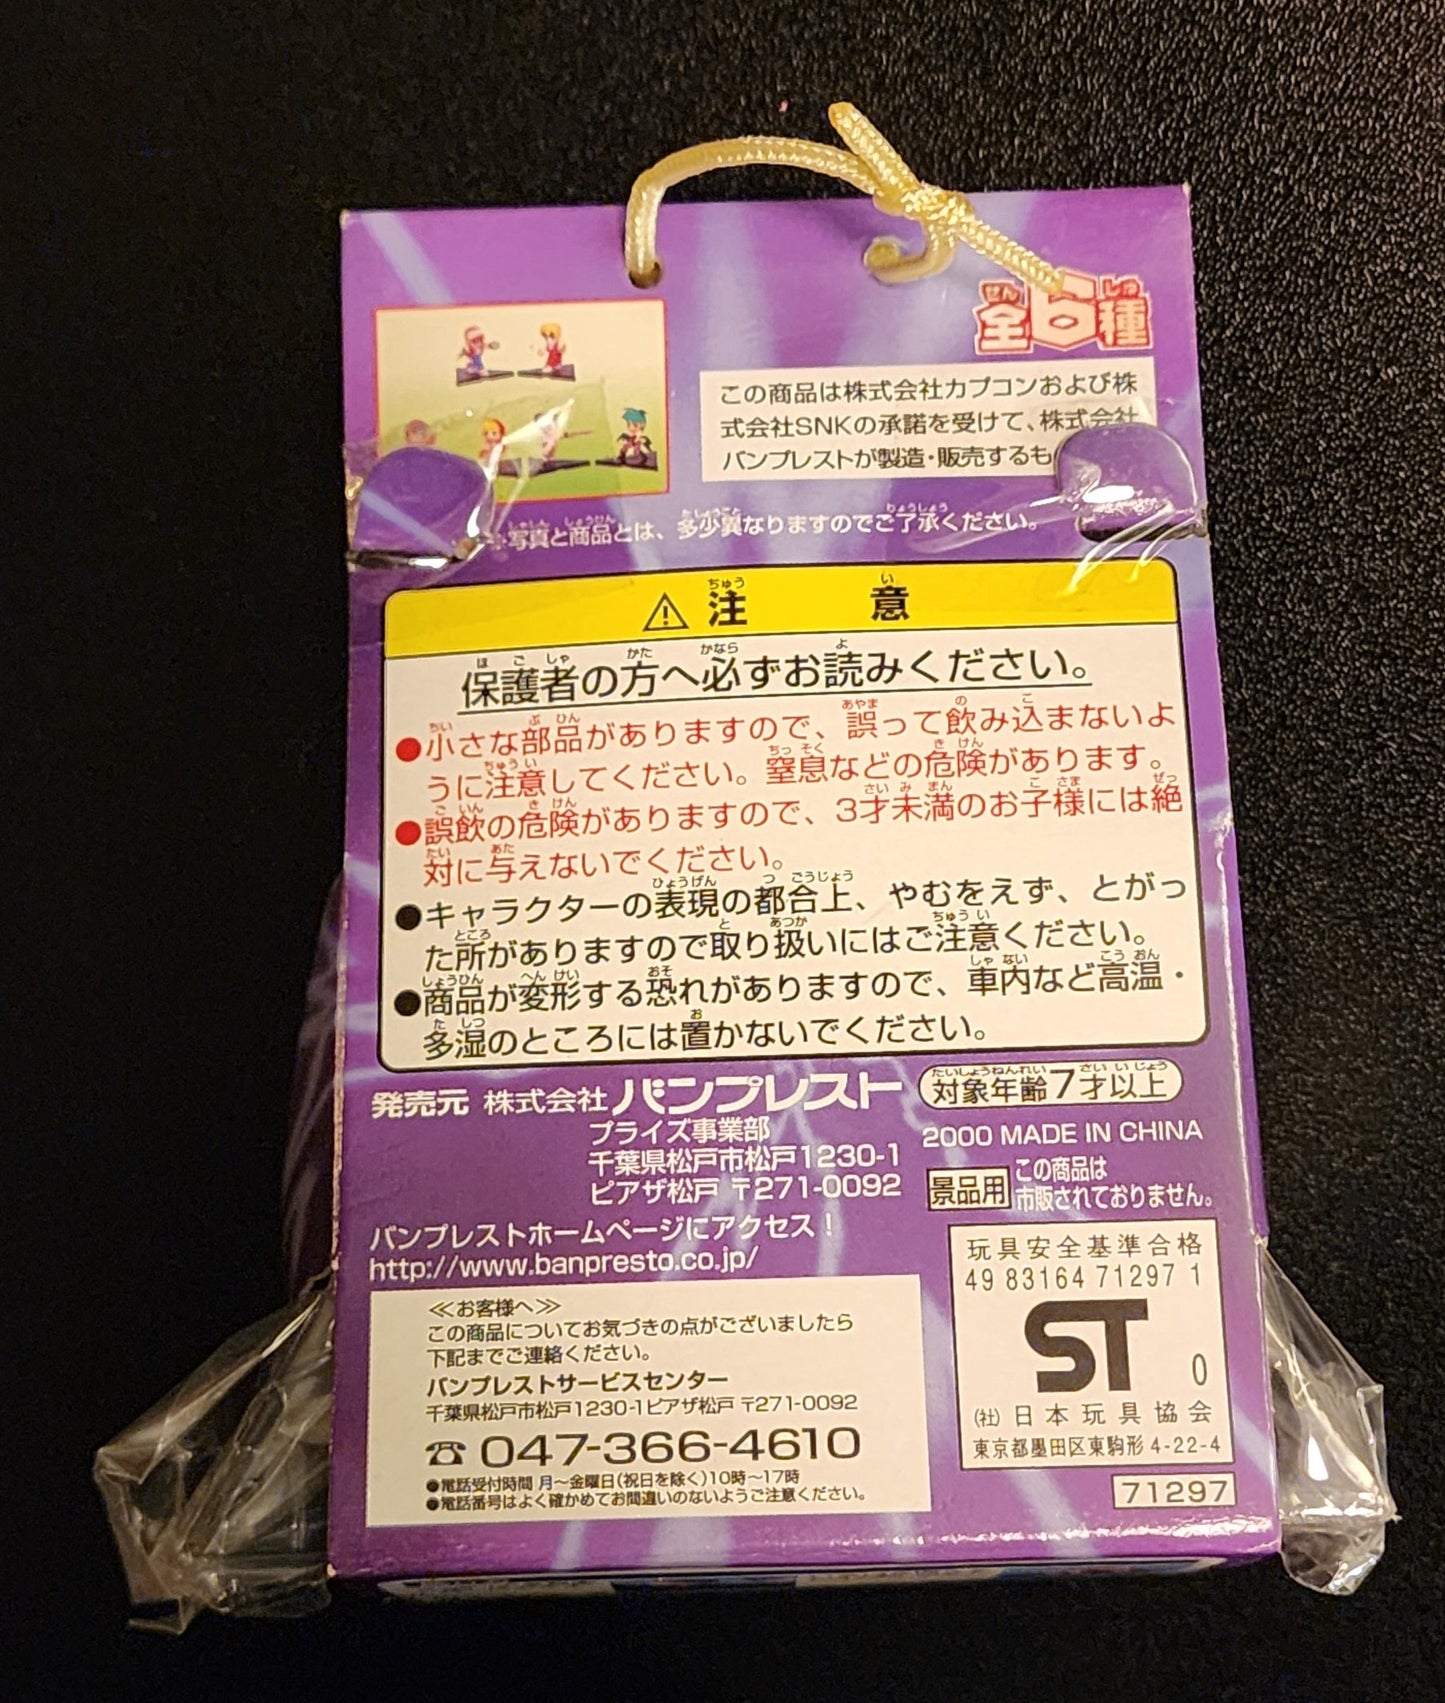 全6種
この商品は株式会社カプコンおよび株
式会社SNKの承諾を受けて、株式会社
バンプレストが製造・販売するも
写真と商品とは、多少異なりますのでご了承ください。
⚠注 意
保護者の方へ必ずお読みください。
●小さな部品がありますので、誤って飲み込まないよ
うに注意してください。窒息などの危険があります。
●誤飲の危険がありますので、3才未満のお子様には絶
対に与えないでください。
●キャラクターの表現の都合上、やむをえず、とがっ
た所がありますので取り扱いにはご注意ください。
●商品が変形する恐れがありますので、車内など高温・
多湿のところには置かないでください。
発売元 株式会社バンプレスト
プライズ事業部
千葉県松戸市松戸1230-1
ピアザ松戸 〒271-0092
対象年齢7才以上
2000 MADE IN CHINA
景品用 この商品は
市販されておりません。
バンプレストホームページにアクセス!
http://www.banpresto.co.jp/
≪お客様へ≫
この商品についてお気づきの点がございましたら
下記までご連絡ください。
バンプレストサービスセンター
千葉県松戸市松戸1230-1ピアザ松戸 〒271-0092
☎047-366-4610
●電話受付時間 月~金曜日(祝日を除く)10時~17時
●電話番号はよく確かめてお間違いのないようご注意ください。
玩具安全基準合格
49 83164 71297 1
ST 0
(社)日本玩具協会
東京都墨田区東駒形4-22-4
71297